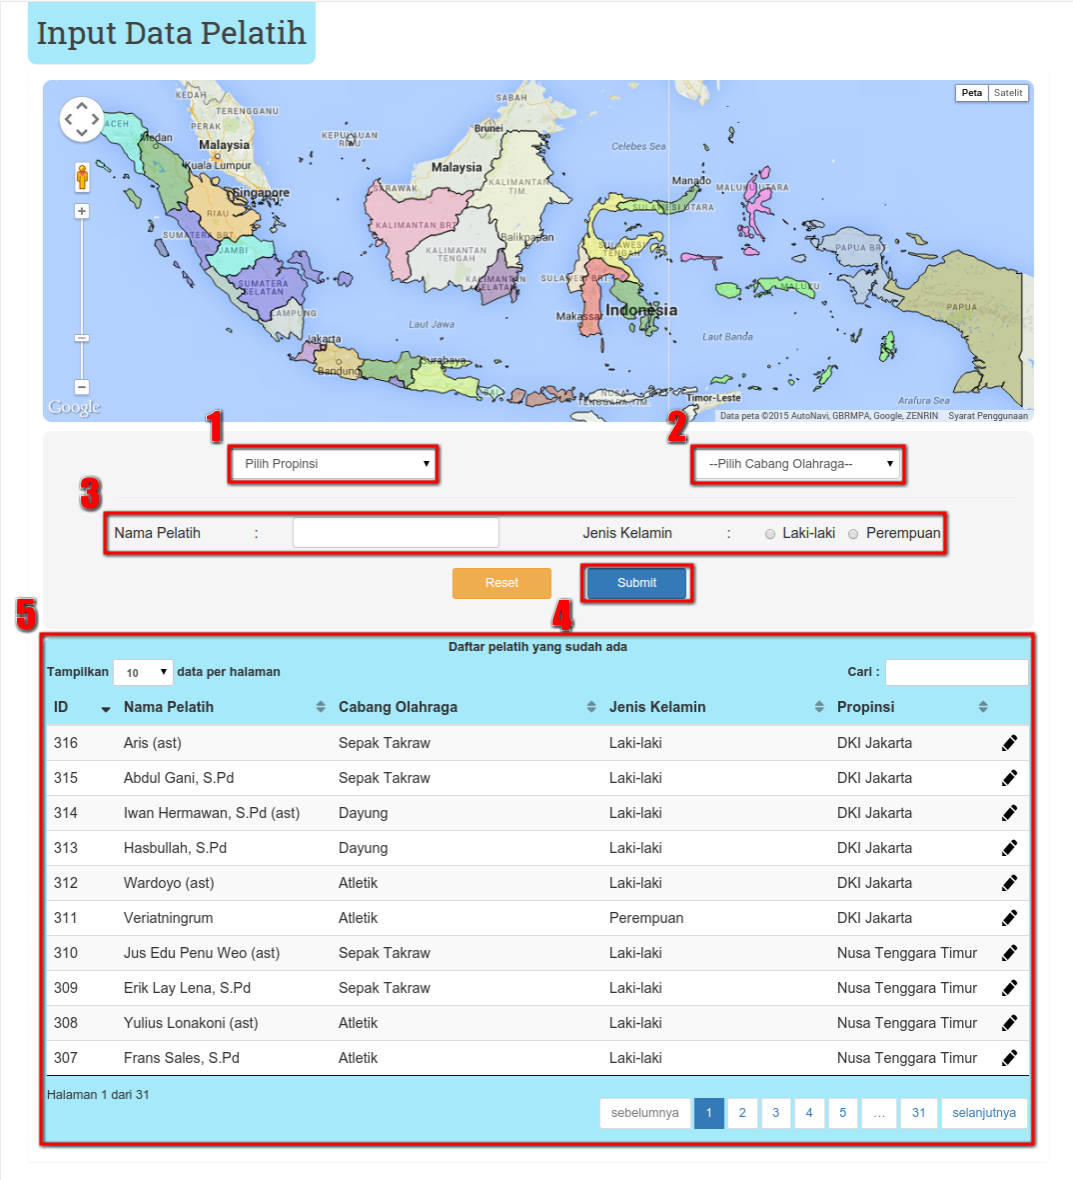 Input Data Pelatih
KEDAH
TERENGGANU
SABAH
Peta Satelit
ACEH
PERAK
Medan
Malaysia
KEPULAUAN RIAU
Brunei
Celebes Sea
Kuala Lumpur
Malaysia
Singapore
SARAWAK
KALIMANTAN TIM.
Manado
MALUKU UTARA
RIAU
SULAWESI UTARA
KALIMANTAN BRT
SUMATERA BRT
Balikpapan
JAMBI
KALIMANTAN TENGAH
SULAWESI TENGAH
PAPUA BRT
SUMATERA SELATAN
KALIMANTAN SELATAN
SULAWESI BRT
MALUKU
LAMPUNG
Makassar
Indonesia
PAPUA
Laut Jawa
Jakarta
Laut Banda
Bandung
Surabaya
BALI
NUSA TENGGARA TIM
Timor-Leste
Arafura Sea
Google
Data peta ©2015 AutoNavi, GBRMPA, Google, ZENRIN Syarat Penggunaan
1
2
Pilih Propinsi
--Pilih Cabang Olahraga--
3
Nama Pelatih : Jenis Kelamin : Laki-laki Perempuan
Reset Submit
4
5
Daftar pelatih yang sudah ada
Tampilkan 10 data per halaman Cari :
ID Nama Pelatih Cabang Olahraga Jenis Kelamin Propinsi
316 Aris (ast) Sepak Takraw Laki-laki DKI Jakarta
315 Abdul Gani, S.Pd Sepak Takraw Laki-laki DKI Jakarta
314 Iwan Hermawan, S.Pd (ast) Dayung Laki-laki DKI Jakarta
313 Hasbullah, S.Pd Dayung Laki-laki DKI Jakarta
312 Wardoyo (ast) Atletik Laki-laki DKI Jakarta
311 Veriatningrum Atletik Perempuan DKI Jakarta
310 Jus Edu Penu Weo (ast) Sepak Takraw Laki-laki Nusa Tenggara Timur
309 Erik Lay Lena, S.Pd Sepak Takraw Laki-laki Nusa Tenggara Timur
308 Yulius Lonakoni (ast) Atletik Laki-laki Nusa Tenggara Timur
307 Frans Sales, S.Pd Atletik Laki-laki Nusa Tenggara Timur
Halaman 1 dari 31
sebelumnya 1 2 3 4 5 ... 31 selanjutnya